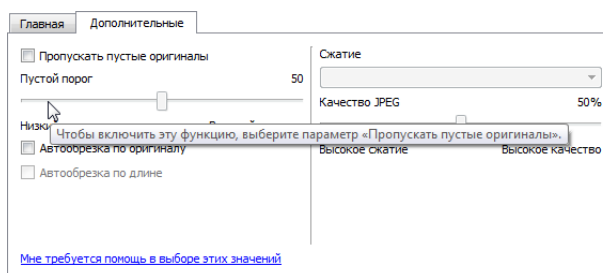 Главная Дополнительные
Пропускать пустые оригиналы
Пустой порог 50
Чтобы включить эту функцию, выберите параметр «Пропускать пустые оригиналы».
Автообрезка по оригиналу
Автообрезка по длине
Сжатие
Качество JPEG 50%
Высокое сжатие Высокое качество
Мне требуется помощь в выборе этих значений